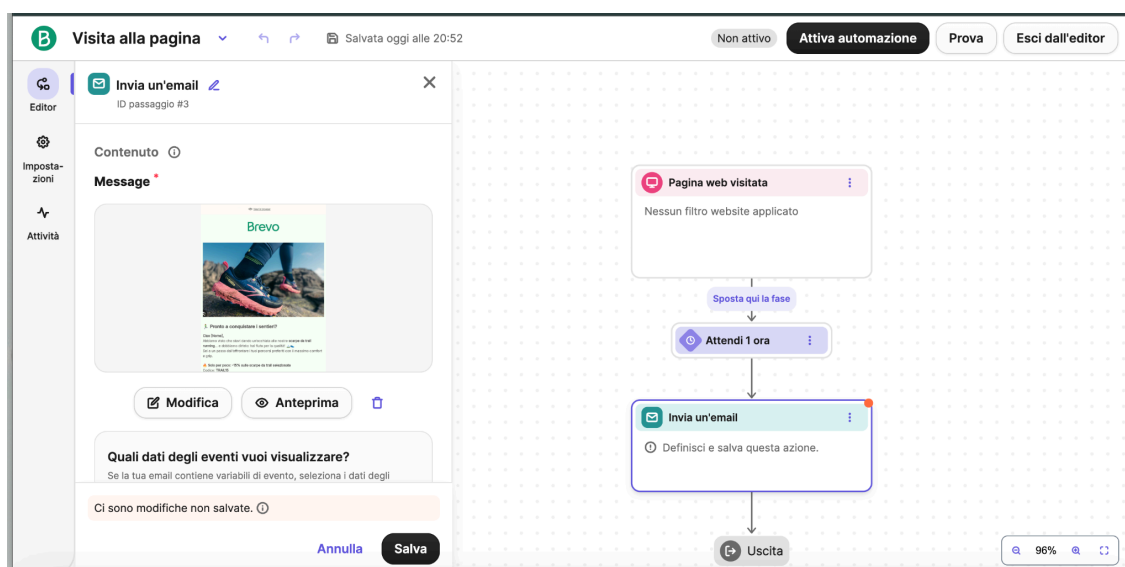 Visita alla pagina
Salvata oggi alle 20:52
Non attivo
Attiva automazione
Prova
Esci dall'editor
Editor
Imposta-
zioni
Attività
Invia un'email
ID passaggio #3
Contenuto
Message *
Brevo
Pronto a conquistare i sentieri?
Modifica
Anteprima
Quali dati degli eventi vuoi visualizzare?
Se la tua email contiene variabili di evento, seleziona i dati degli
Ci sono modifiche non salvate.
Annulla
Salva
Pagina web visitata
Nessun filtro website applicato
Sposta qui la fase
Attendi 1 ora
Invia un'email
Definisci e salva questa azione.
Uscita
96%